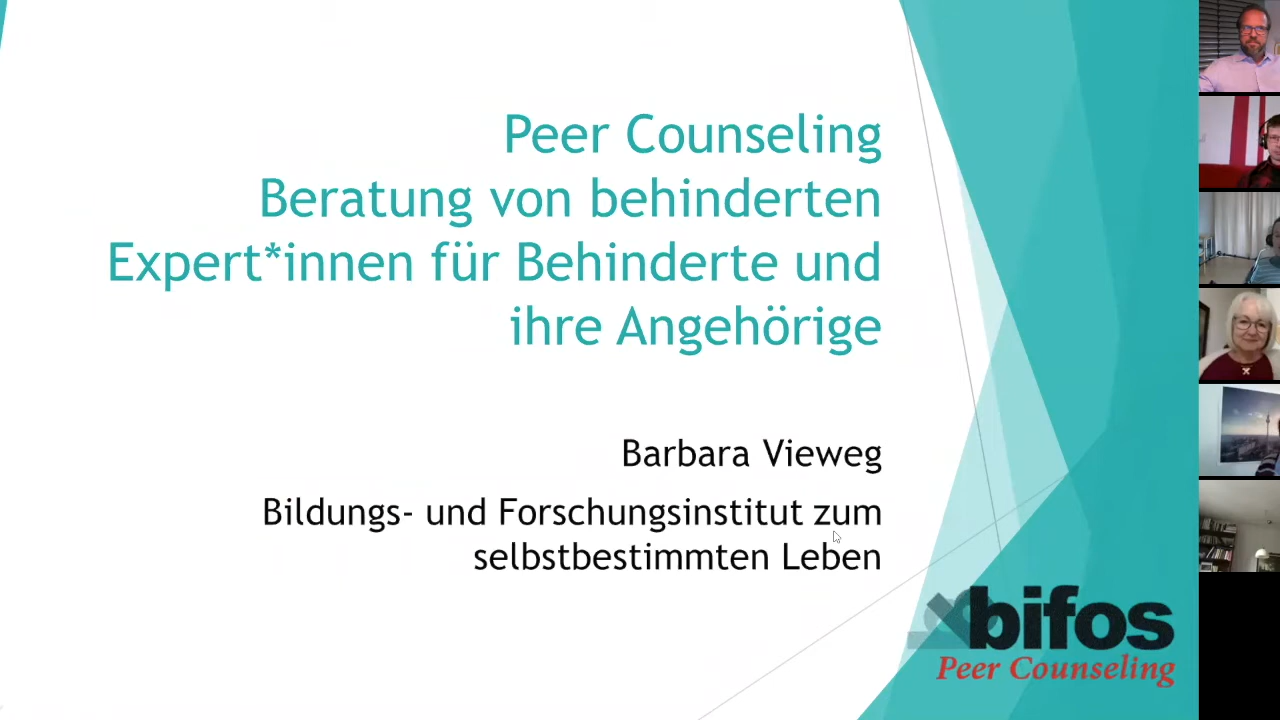 Peer Counseling
Beratung von behinderten
Expert*innen für Behinderte und
ihre Angehörige
Barbara Vieweg
Bildungs- und Forschungsinstitut zum
selbstbestimmten Leben
bifos
Peer Counseling